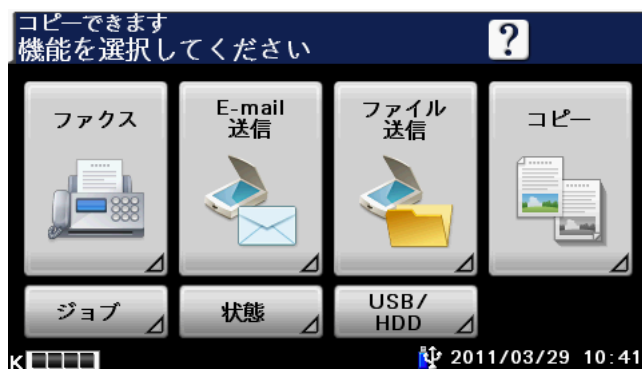 コピーできます
機能を選択してください
?
ファクス
E-mail
送信
ファイル
送信
コピー
ジョブ
状態
USB/
HDD
K
2011/03/29 10:41